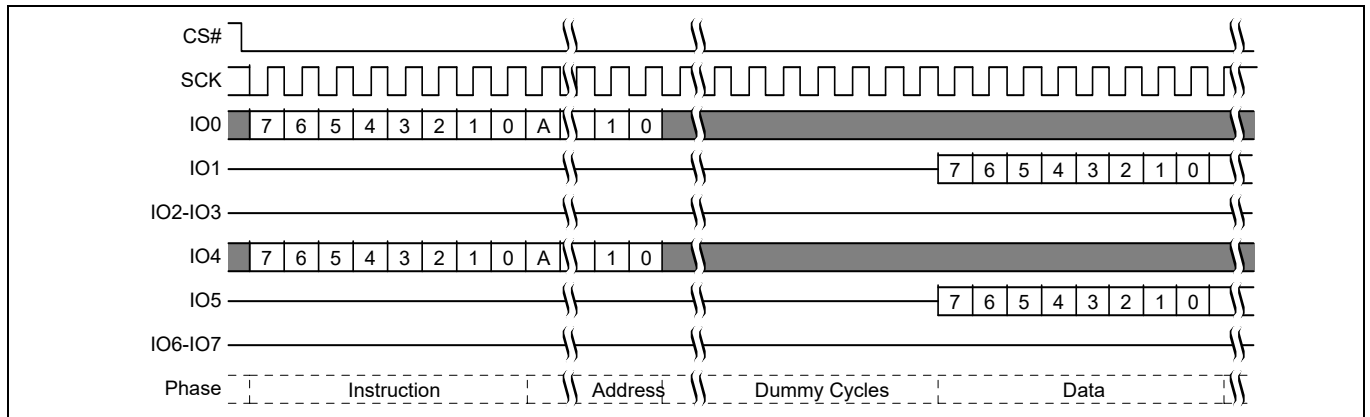 CS#
SCK
IO0 7 6 5 4 3 2 1 0 A 1 0
IO1 7 6 5 4 3 2 1 0
IO2-IO3
IO4 7 6 5 4 3 2 1 0 A 1 0
IO5 7 6 5 4 3 2 1 0
IO6-IO7
Phase Instruction Address Dummy Cycles Data